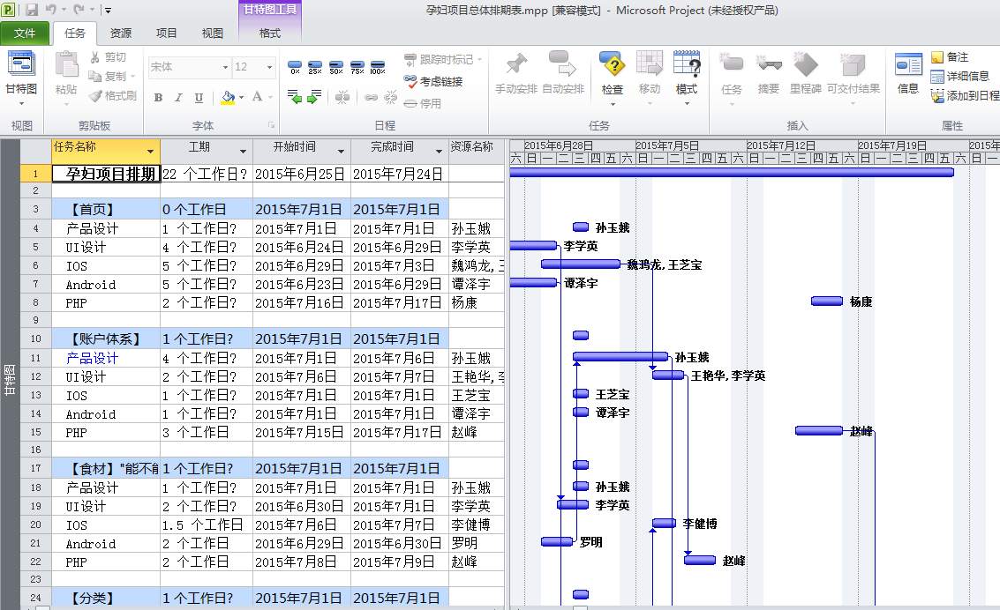 孕妇项目总体排期表.mpp [兼容模式] - Microsoft Project (未经授权产品)
甘特图工具
文件 任务 资源 项目 视图 格式
甘特图
视图
粘贴
剪切
复制
格式刷
剪贴板
宋体 12
B I U A
字体
0% 25% 50% 75% 100%
跟踪时标记
考虑链接
停用
日程
手动安排 自动安排 检查 移动 模式
任务
任务 摘要 里程碑 可交付结果
插入
信息
备注
详细信息
添加到日程
属性
任务名称 工期 开始时间 完成时间 资源名称
2015年6月28日 2015年7月5日 2015年7月12日 2015年7月19日 2015年
六 日 一 二 三 四 五 六 日 一 二 三 四 五 六 日 一 二 三 四 五 六 日 一 二 三 四 五 六 日 一
甘特图
1 孕妇项目排期 22 个工作日? 2015年6月25日 2015年7月24日
2
3 【首页】 0 个工作日 2015年7月1日 2015年7月1日
4 产品设计 1 个工作日? 2015年7月1日 2015年7月1日 孙玉娥 孙玉娥
5 UI设计 4 个工作日? 2015年6月24日 2015年6月29日 李学英 李学英
6 IOS 5 个工作日? 2015年6月29日 2015年7月3日 魏鸿龙,王 魏鸿龙,王芝宝
7 Android 5 个工作日? 2015年6月23日 2015年6月29日 谭泽宇 谭泽宇
8 PHP 2 个工作日? 2015年7月16日 2015年7月17日 杨康 杨康
9
10 【账户体系】 1 个工作日? 2015年7月1日 2015年7月1日
11 产品设计 4 个工作日? 2015年7月1日 2015年7月6日 孙玉娥 孙玉娥
12 UI设计 2 个工作日? 2015年7月6日 2015年7月7日 王艳华,李 王艳华,李学英
13 IOS 1 个工作日? 2015年7月1日 2015年7月1日 王芝宝 王芝宝
14 Android 1 个工作日? 2015年7月1日 2015年7月1日 谭泽宇 谭泽宇
15 PHP 3 个工作日 2015年7月15日 2015年7月17日 赵峰 赵峰
16
17 【食材】"能不能 1 个工作日? 2015年7月1日 2015年7月1日
18 产品设计 1 个工作日? 2015年7月1日 2015年7月1日 孙玉娥 孙玉娥
19 UI设计 2 个工作日? 2015年6月30日 2015年7月1日 李学英 李学英
20 IOS 1.5 个工作日 2015年7月6日 2015年7月7日 李健博 李健博
21 Android 2 个工作日 2015年6月29日 2015年6月30日 罗明 罗明
22 PHP 2 个工作日 2015年7月8日 2015年7月9日 赵峰 赵峰
23
24 【分类】 1 个工作日? 2015年7月1日 2015年7月1日